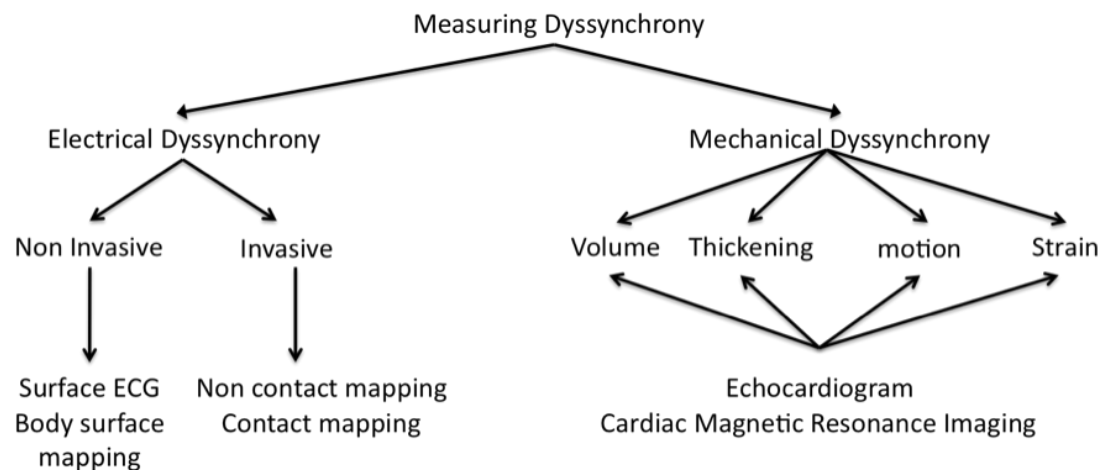 Measuring Dyssynchrony
Electrical Dyssynchrony
Mechanical Dyssynchrony
Non Invasive
Invasive
Volume
Thickening
motion
Strain
Surface ECG
Body surface
mapping
Non contact mapping
Contact mapping
Echocardiogram
Cardiac Magnetic Resonance Imaging